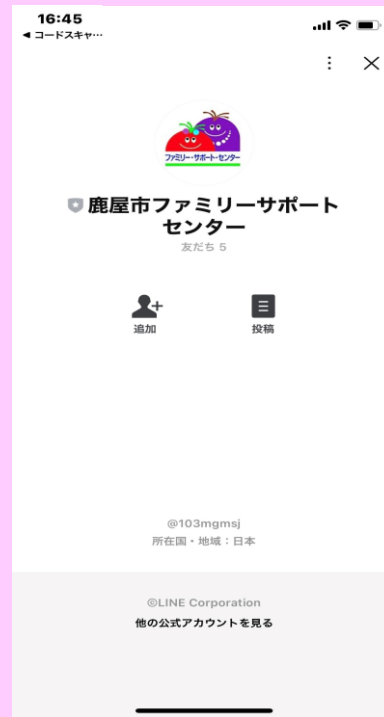 16:45
◀ コードスキャ…
ファミリー・サポート・センター
鹿屋市ファミリーサポート
センター
友だち 5
追加
投稿
@103mgmsj
所在国・地域：日本
©LINE Corporation
他の公式アカウントを見る